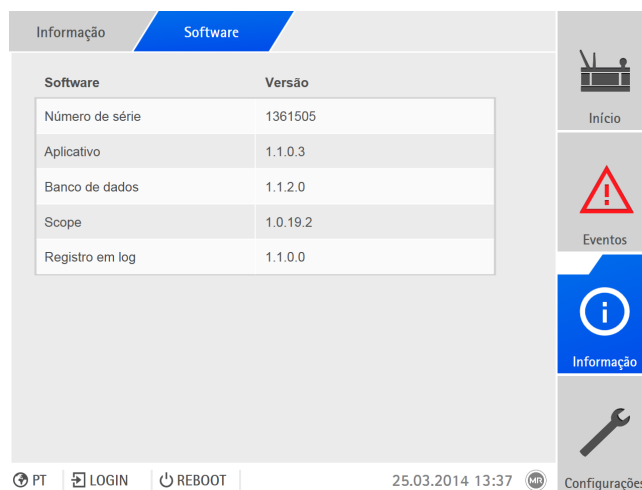 Informação Software
Software Versão
Número de série 1361505
Aplicativo 1.1.0.3
Banco de dados 1.1.2.0
Scope 1.0.19.2
Registro em log 1.1.0.0
Início
Eventos
Informação
Configurações
PT LOGIN REBOOT 25.03.2014 13:37 MR